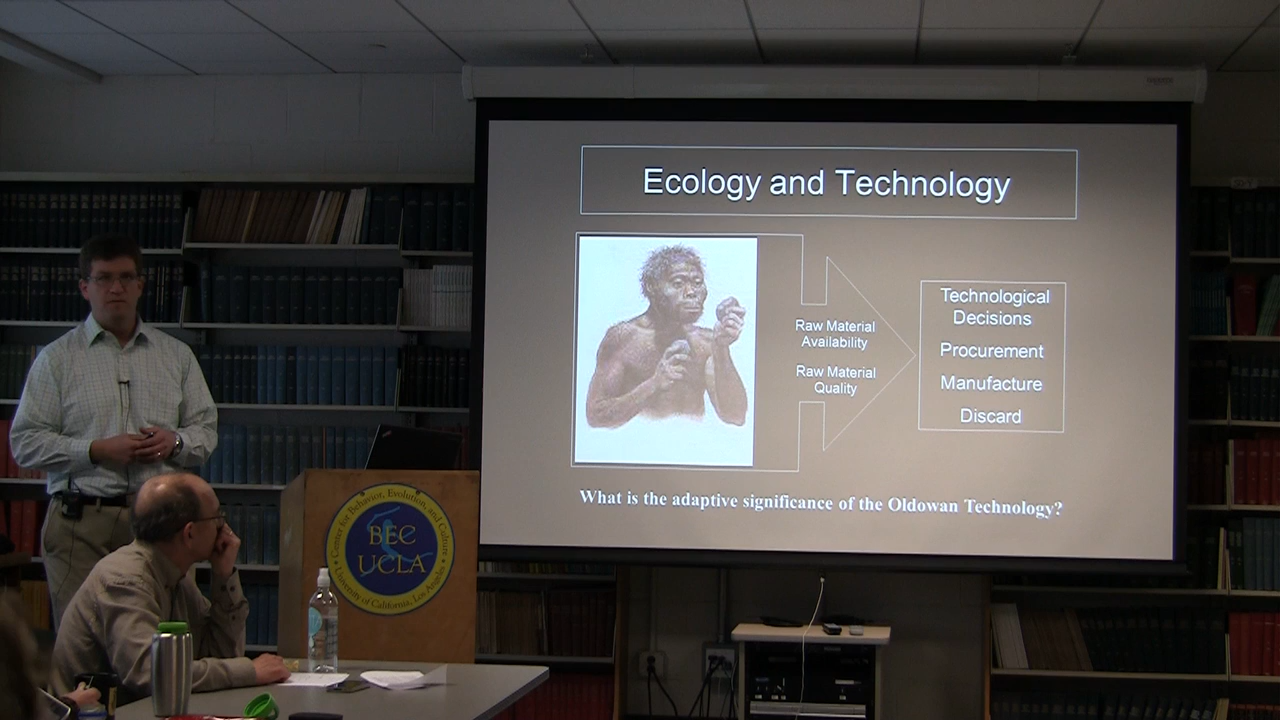 Ecology and Technology
Raw Material
Availability
Raw Material
Quality
Technological
Decisions
Procurement
Manufacture
Discard
What is the adaptive significance of the Oldowan Technology?
Center for Behavior, Evolution, and Culture
BEC
UCLA
University of California, Los Angeles